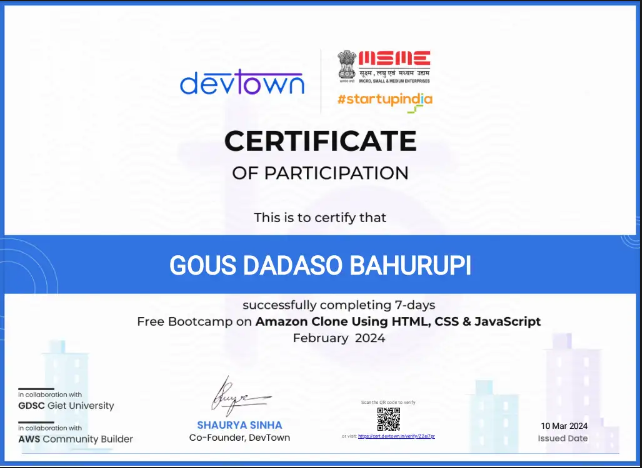 devtown
MSME
सूक्ष्म, लघु एवं मध्यम उद्यम
MICRO, SMALL & MEDIUM ENTERPRISES
#startupindia
CERTIFICATE
OF PARTICIPATION
This is to certify that
GOUS DADASO BAHURUPI
successfully completing 7-days
Free Bootcamp on Amazon Clone Using HTML, CSS & JavaScript
February 2024
in collaboration with
GDSC Giet University
in collaboration with
AWS Community Builder
SHAURYA SINHA
Co-Founder, DevTown
Scan the QR code to verify
or visit
10 Mar 2024
Issued Date